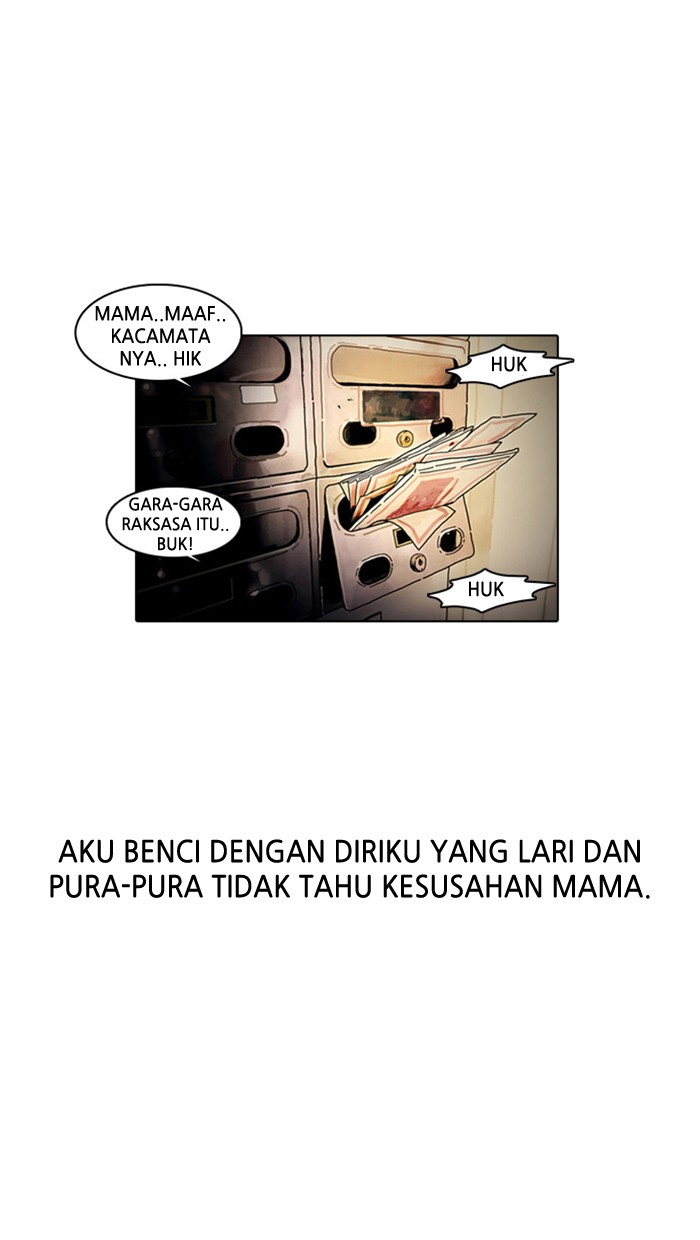 MAMA..MAAF..
KACAMATA
NYA.. HIK
HUK
GARA-GARA
RAKSASA ITU..
BUK!
HUK
AKU BENCI DENGAN DIRIKU YANG LARI DAN
PURA-PURA TIDAK TAHU KESUSAHAN MAMA.